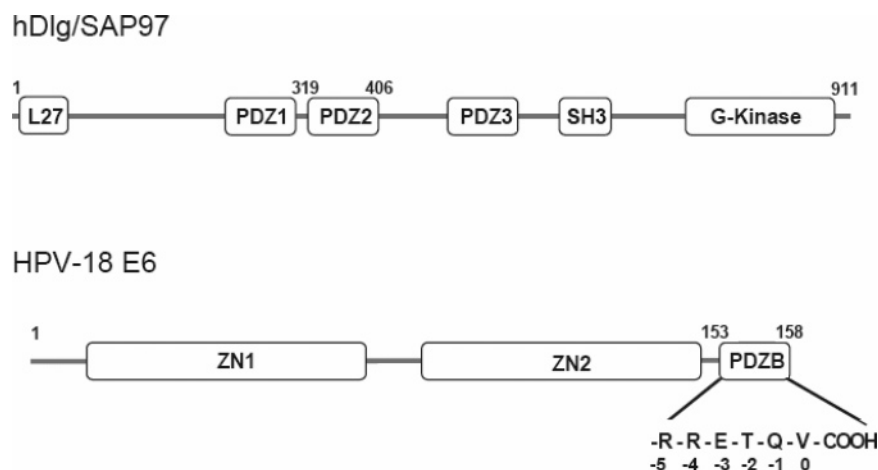 hDlg/SAP97
1 319 406 911
L27 PDZ1 PDZ2 PDZ3 SH3 G-Kinase
HPV-18 E6
1 153 158
ZN1 ZN2 PDZB
-R-R-E-T-Q-V-COOH
-5 -4 -3 -2 -1 0